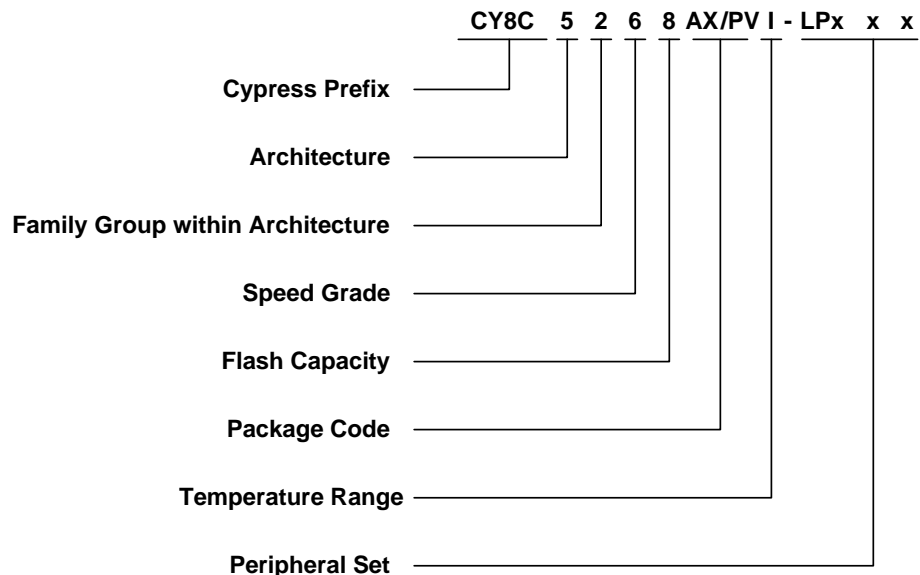 CY8C 5 2 6 8 AX/PV I - LPx x x
Cypress Prefix
Architecture
Family Group within Architecture
Speed Grade
Flash Capacity
Package Code
Temperature Range
Peripheral Set